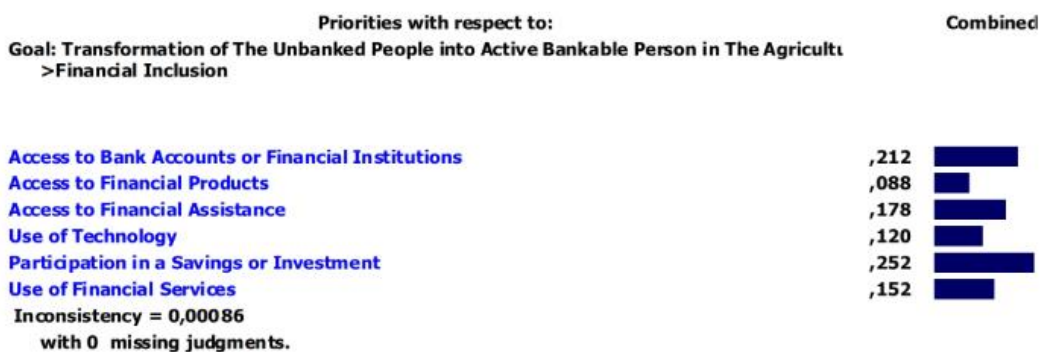 Priorities with respect to: Combined
Goal: Transformation of The Unbanked People into Active Bankable Person in The Agricultu
>Financial Inclusion
Access to Bank Accounts or Financial Institutions ,212
Access to Financial Products ,088
Access to Financial Assistance ,178
Use of Technology ,120
Participation in a Savings or Investment ,252
Use of Financial Services ,152
Inconsistency = 0,00086
with 0 missing judgments.